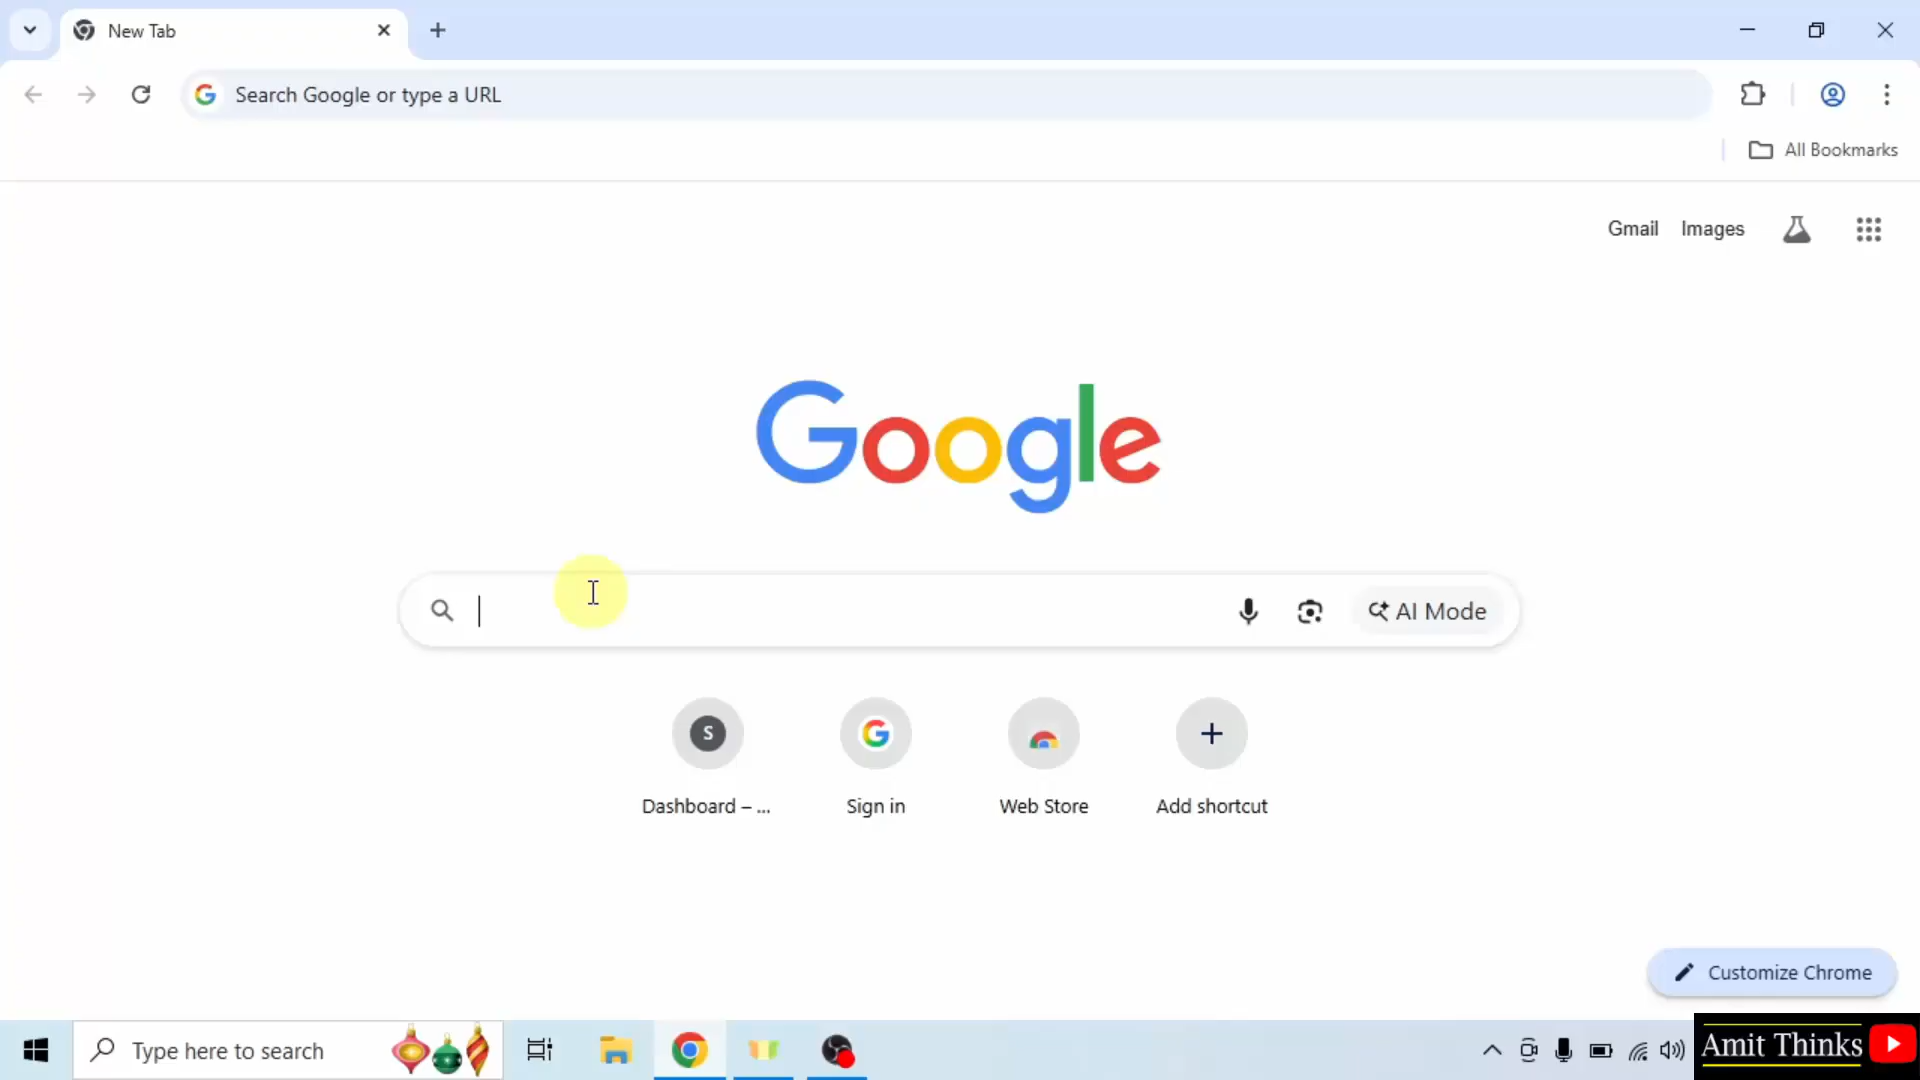 New Tab
Search Google or type a URL
All Bookmarks
Gmail Images
Google
AI Mode
S
Dashboard – ... Sign in Web Store Add shortcut
Customize Chrome
Type here to search
Amit Thinks